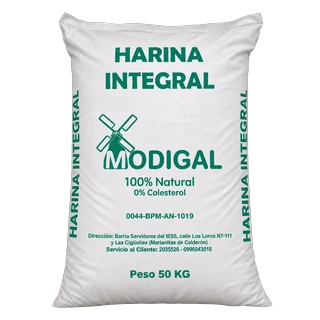 HARINA
INTEGRAL
MODIGAL
100% Natural
0% Colesterol
0044-BPM-AN-1019
Dirección: Barrio Servidores del IESS, calle Los Loros N7-111
y Las Cigüeñas (Marianitas de Calderón)
Servicio al Cliente: 2035526 - 0996043018
Peso 50 KG
HARINA INTEGRAL
HARINA INTEGRAL